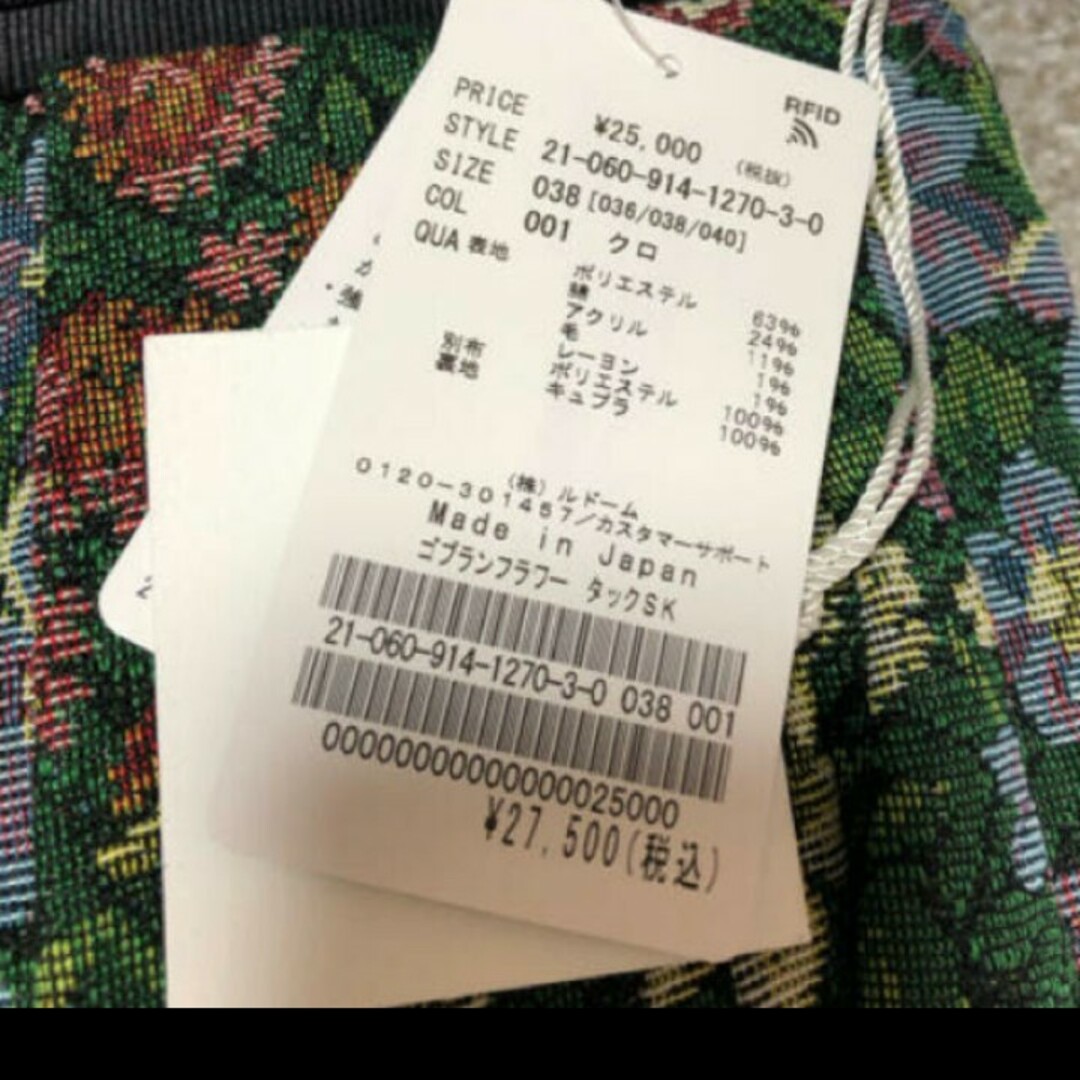 RFID
PRICE ¥25,000 (税抜)
STYLE 21-060-914-1270-3-0
SIZE 038 [036/038/040]
COL 001 クロ
QUA 表地 ポリエステル 63%
綿 24%
アクリル 11%
毛 1%
レーヨン 1%
別布 ポリエステル 100%
裏地 キュプラ 100%
(株)ルドーム
0120-301457/カスタマーサポート
Made in Japan
ゴブランフラワー タックSK
21-060-914-1270-3-0 038 001
0000000000000025000
¥27,500(税込)